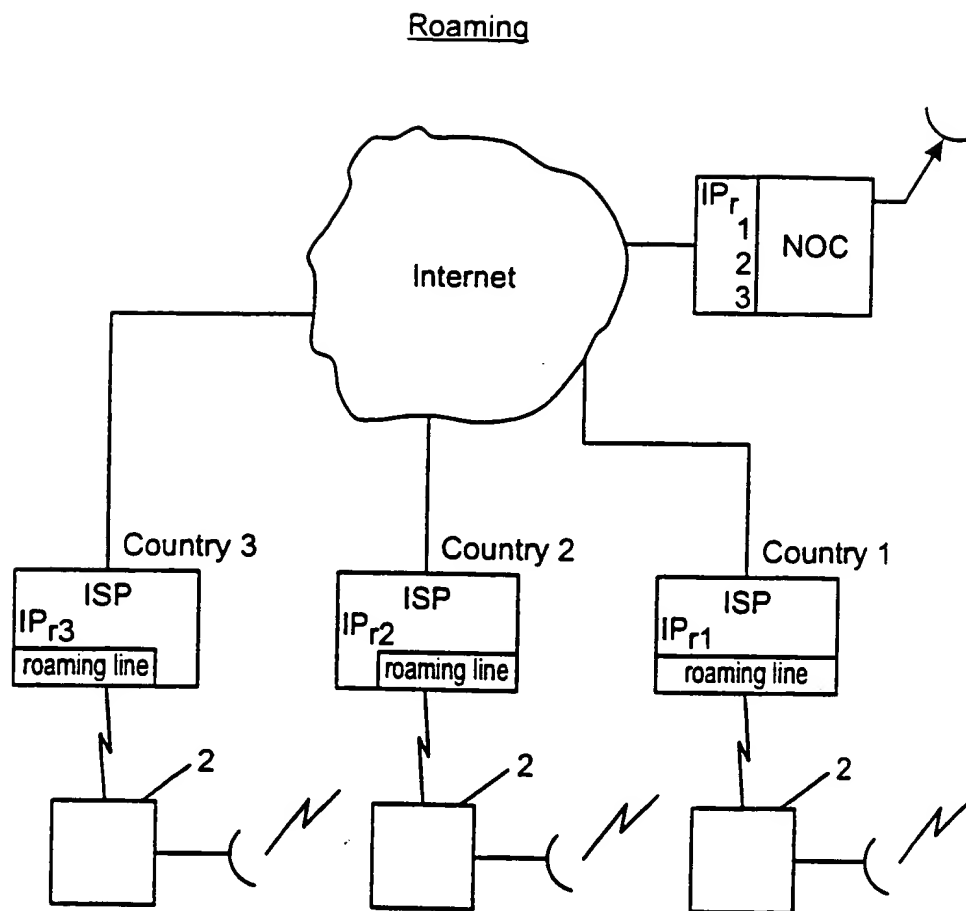 Roaming
Internet
IPr
1
2
3
NOC
Country 3
ISP
IPr3
roaming line
2
Country 2
ISP
IPr2
roaming line
2
Country 1
ISP
IPr1
roaming line
2